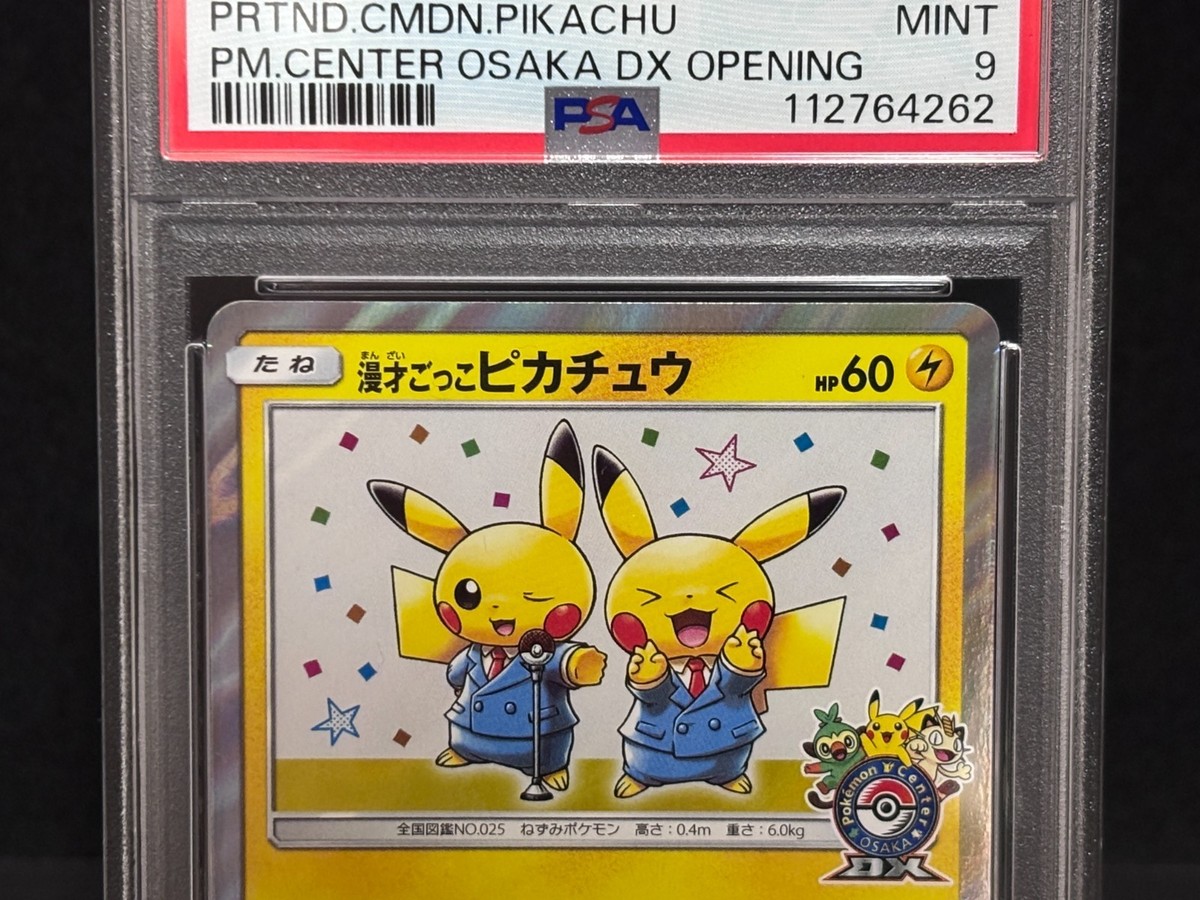 PRTND.CMDN.PIKACHU MINT
PM.CENTER OSAKA DX OPENING 9
PSA 112764262
たね 漫才ごっこピカチュウ HP60
まんざい
Pokémon Center
OSAKA
DX
全国図鑑NO.025 ねずみポケモン 高さ:0.4m 重さ:6.0kg